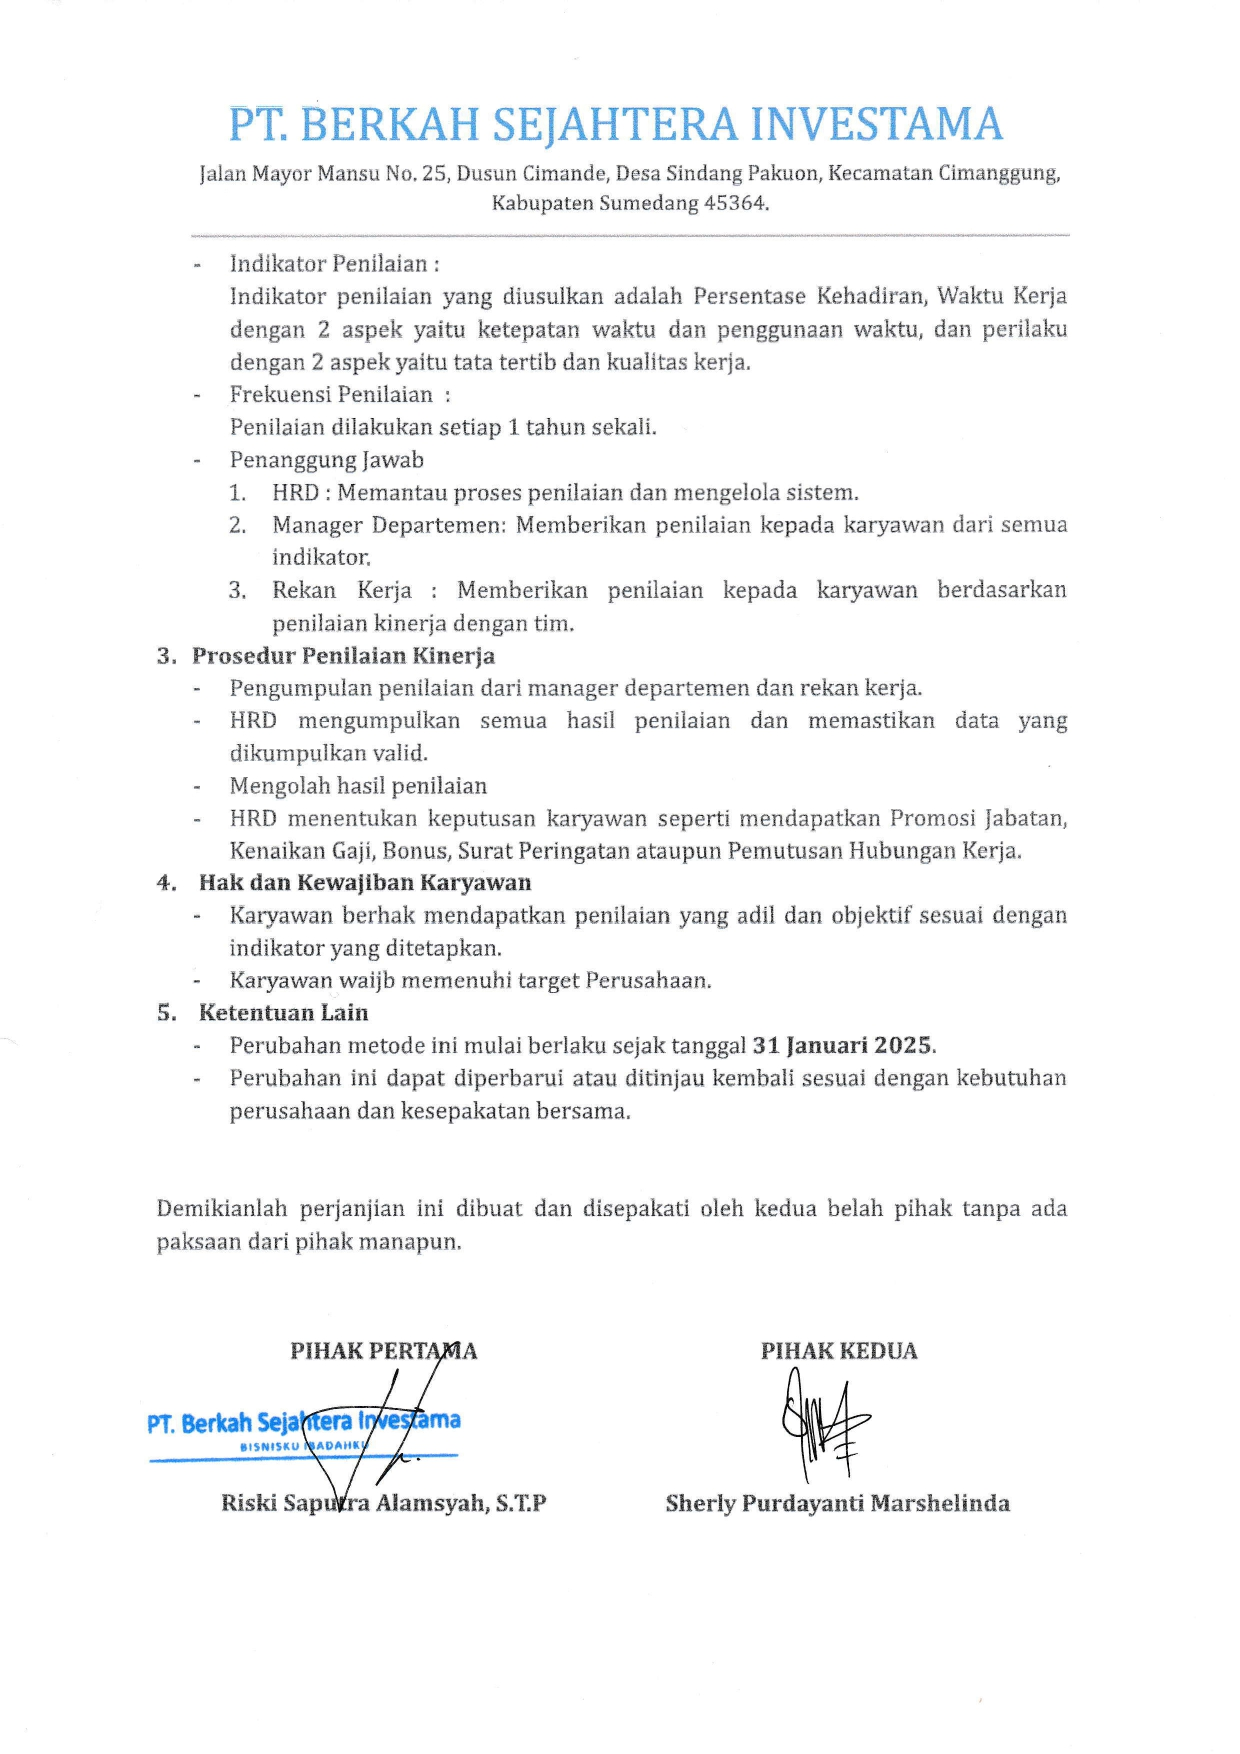 PT. BERKAH SEJAHTERA INVESTAMA
Jalan Mayor Mansu No. 25, Dusun Cimande, Desa Sindang Pakuon, Kecamatan Cimanggung,
Kabupaten Sumedang 45364.
- Indikator Penilaian :
Indikator penilaian yang diusulkan adalah Persentase Kehadiran, Waktu Kerja
dengan 2 aspek yaitu ketepatan waktu dan penggunaan waktu, dan perilaku
dengan 2 aspek yaitu tata tertib dan kualitas kerja.
- Frekuensi Penilaian :
Penilaian dilakukan setiap 1 tahun sekali.
- Penanggung Jawab
1. HRD : Memantau proses penilaian dan mengelola sistem.
2. Manager Departemen: Memberikan penilaian kepada karyawan dari semua
indikator.
3. Rekan Kerja : Memberikan penilaian kepada karyawan berdasarkan
penilaian kinerja dengan tim.
3. Prosedur Penilaian Kinerja
- Pengumpulan penilaian dari manager departemen dan rekan kerja.
- HRD mengumpulkan semua hasil penilaian dan memastikan data yang
dikumpulkan valid.
- Mengolah hasil penilaian
- HRD menentukan keputusan karyawan seperti mendapatkan Promosi Jabatan,
Kenaikan Gaji, Bonus, Surat Peringatan ataupun Pemutusan Hubungan Kerja.
4. Hak dan Kewajiban Karyawan
- Karyawan berhak mendapatkan penilaian yang adil dan objektif sesuai dengan
indikator yang ditetapkan.
- Karyawan waijb memenuhi target Perusahaan.
5. Ketentuan Lain
- Perubahan metode ini mulai berlaku sejak tanggal 31 Januari 2025.
- Perubahan ini dapat diperbarui atau ditinjau kembali sesuai dengan kebutuhan
perusahaan dan kesepakatan bersama.
Demikianlah perjanjian ini dibuat dan disepakati oleh kedua belah pihak tanpa ada
paksaan dari pihak manapun.
PIHAK PERTAMA PIHAK KEDUA
PT. Berkah Sejahtera Investama
BISNISKU IBADAHKU
Riski Saputra Alamsyah, S.T.P Sherly Purdayanti Marshelinda